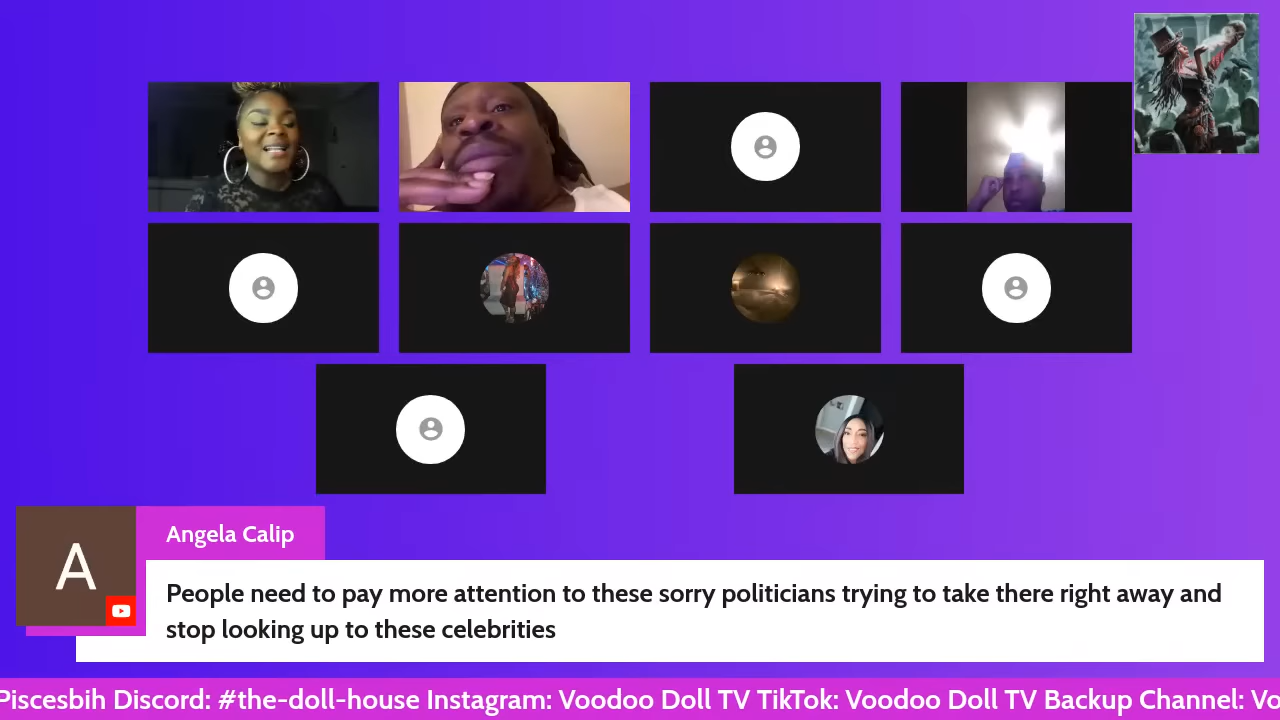 A
Angela Calip
People need to pay more attention to these sorry politicians trying to take there right away and
stop looking up to these celebrities
Piscesbih Discord: #the-doll-house Instagram: Voodoo Doll TV TikTok: Voodoo Doll TV Backup Channel: Vo